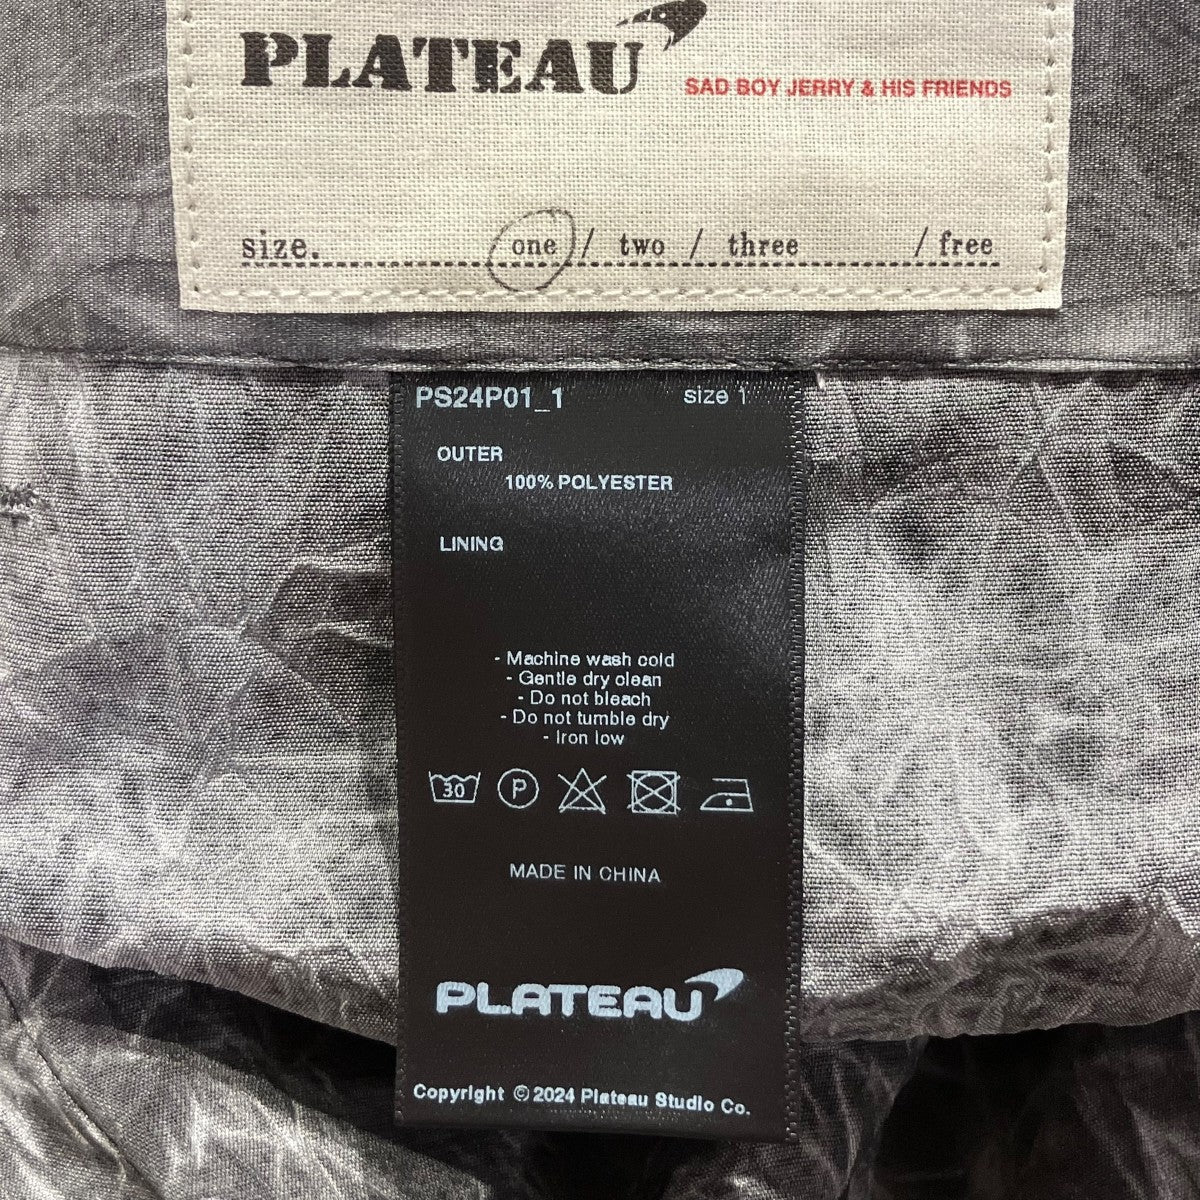 PLATEAU
SAD BOY JERRY & HIS FRIENDS
size. one / two / three / free
PS24P01_1 size 1
OUTER
100% POLYESTER
LINING
- Machine wash cold
- Gentle dry clean
- Do not bleach
- Do not tumble dry
- Iron low
30 P
MADE IN CHINA
PLATEAU
Copyright © 2024 Plateau Studio Co.